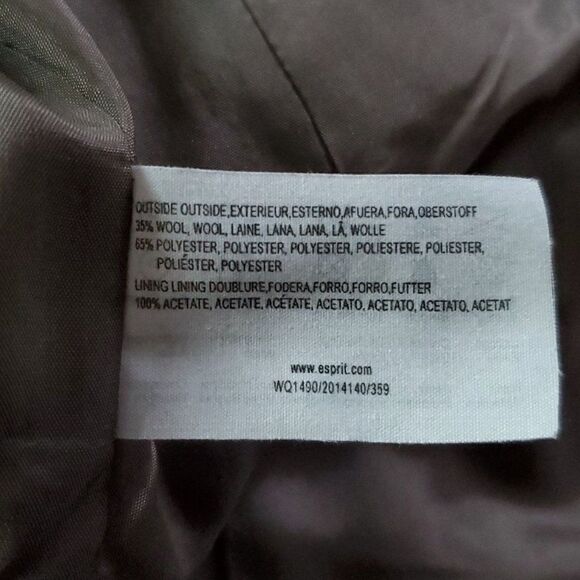 OUTSIDE OUTSIDE,EXTERIEUR,ESTERNO,AFUERA,FORA,OBERSTOFF
35% WOOL, WOOL, LAINE, LANA, LANA, LÃ, WOLLE
65% POLYESTER, POLYESTER, POLYESTER, POLIESTERE, POLIESTER,
POLIÉSTER, POLYESTER
LINING LINING DOUBLURE,FODERA,FORRO,FORRO,FUTTER
100% ACETATE, ACETATE, ACÉTATE, ACETATO, ACETATO, ACETATO, ACETAT
www.esprit.com
WQ1490/2014140/359